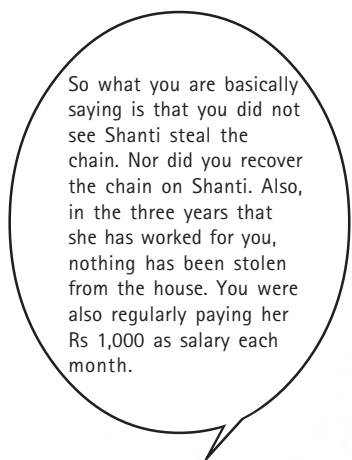 So what you are basically
saying is that you did not
see Shanti steal the
chain. Nor did you recover
the chain on Shanti. Also,
in the three years that
she has worked for you,
nothing has been stolen
from the house. You were
also regularly paying her
Rs 1,000 as salary each
month.